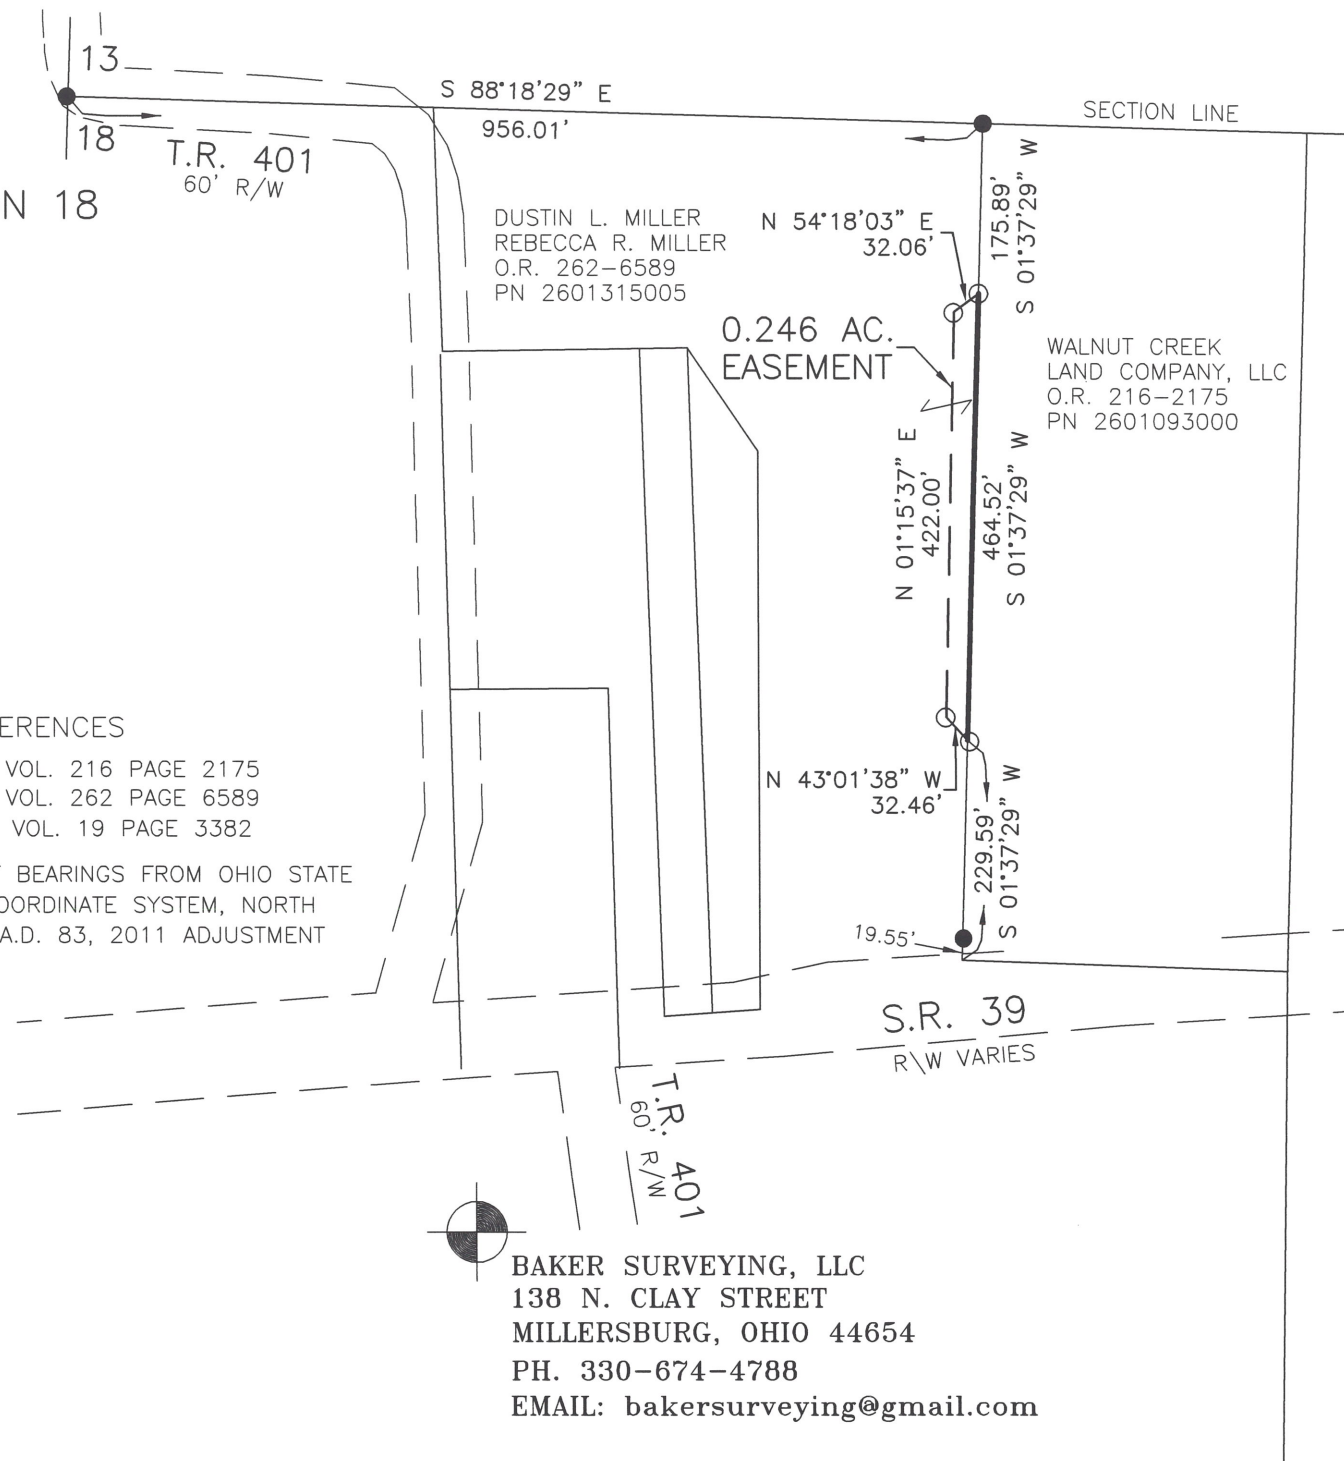 13
18
N 18
T.R. 401
60' R/W
S 88°18'29" E
956.01'
SECTION LINE
DUSTIN L. MILLER
REBECCA R. MILLER
O.R. 262-6589
PN 2601315005
N 54°18'03" E
32.06'
175.89'
S 01°37'29" W
0.246 AC.
EASEMENT
WALNUT CREEK
LAND COMPANY, LLC
O.R. 216-2175
PN 2601093000
N 01°15'37" E
422.00'
464.52'
S 01°37'29" W
N 43°01'38" W
32.46'
229.59'
S 01°37'29" W
19.55'
ERENCES
VOL. 216 PAGE 2175
VOL. 262 PAGE 6589
VOL. 19 PAGE 3382
BEARINGS FROM OHIO STATE
OORDINATE SYSTEM, NORTH
A.D. 83, 2011 ADJUSTMENT
S.R. 39
R\W VARIES
T.R. 401
60' R/W
BAKER SURVEYING, LLC
138 N. CLAY STREET
MILLERSBURG, OHIO 44654
PH. 330-674-4788
EMAIL: bakersurveying@gmail.com